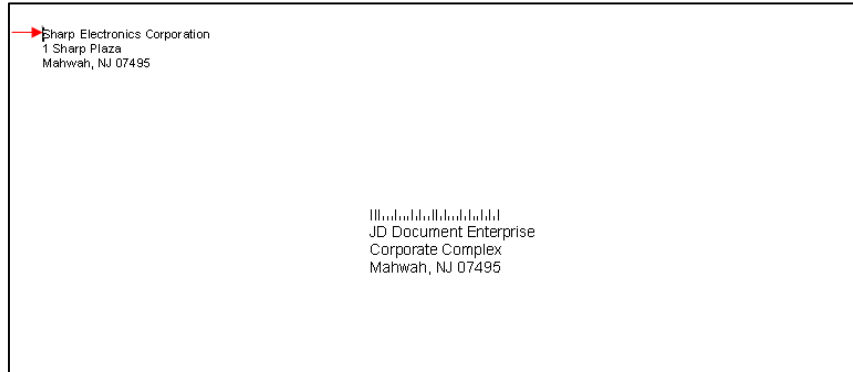 Sharp Electronics Corporation
1 Sharp Plaza
Mahwah, NJ 07495
JD Document Enterprise
Corporate Complex
Mahwah, NJ 07495